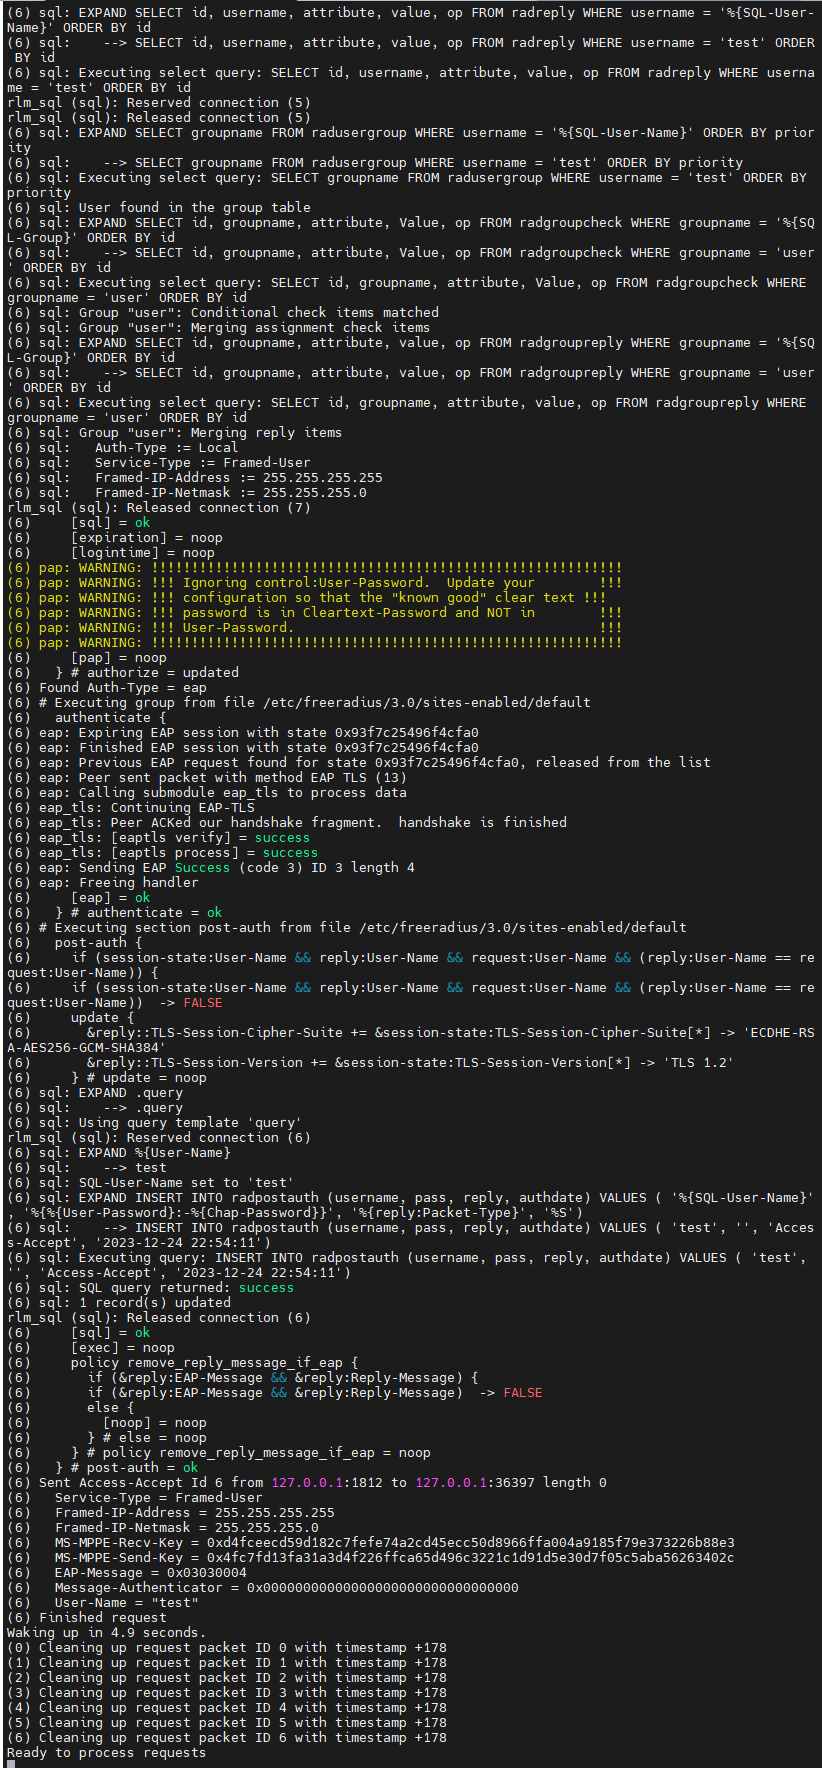 (6) sql: EXPAND SELECT id, username, attribute, value, op FROM radreply WHERE username = '%{SQL-User-
Name}' ORDER BY id
(6) sql:    --> SELECT id, username, attribute, value, op FROM radreply WHERE username = 'test' ORDER
 BY id
(6) sql: Executing select query: SELECT id, username, attribute, value, op FROM radreply WHERE userna
me = 'test' ORDER BY id
rlm_sql (sql): Reserved connection (5)
rlm_sql (sql): Released connection (5)
(6) sql: EXPAND SELECT groupname FROM radusergroup WHERE username = '%{SQL-User-Name}' ORDER BY prior
ity
(6) sql:    --> SELECT groupname FROM radusergroup WHERE username = 'test' ORDER BY priority
(6) sql: Executing select query: SELECT groupname FROM radusergroup WHERE username = 'test' ORDER BY
priority
(6) sql: User found in the group table
(6) sql: EXPAND SELECT id, groupname, attribute, Value, op FROM radgroupcheck WHERE groupname = '%{SQ
L-Group}' ORDER BY id
(6) sql:    --> SELECT id, groupname, attribute, Value, op FROM radgroupcheck WHERE groupname = 'user
' ORDER BY id
(6) sql: Executing select query: SELECT id, groupname, attribute, Value, op FROM radgroupcheck WHERE
groupname = 'user' ORDER BY id
(6) sql: Group "user": Conditional check items matched
(6) sql: Group "user": Merging assignment check items
(6) sql: EXPAND SELECT id, groupname, attribute, value, op FROM radgroupreply WHERE groupname = '%{SQ
L-Group}' ORDER BY id
(6) sql:    --> SELECT id, groupname, attribute, value, op FROM radgroupreply WHERE groupname = 'user
' ORDER BY id
(6) sql: Executing select query: SELECT id, groupname, attribute, value, op FROM radgroupreply WHERE
groupname = 'user' ORDER BY id
(6) sql: Group "user": Merging reply items
(6) sql:   Auth-Type := Local
(6) sql:   Service-Type := Framed-User
(6) sql:   Framed-IP-Address := 255.255.255.255
(6) sql:   Framed-IP-Netmask := 255.255.255.0
rlm_sql (sql): Released connection (7)
(6)     [sql] = ok
(6)     [expiration] = noop
(6)     [logintime] = noop
(6) pap: WARNING: !!!!!!!!!!!!!!!!!!!!!!!!!!!!!!!!!!!!!!!!!!!!!!!!!!!!!!!!!!!
(6) pap: WARNING: !!! Ignoring control:User-Password.  Update your        !!!
(6) pap: WARNING: !!! configuration so that the "known good" clear text !!!
(6) pap: WARNING: !!! password is in Cleartext-Password and NOT in        !!!
(6) pap: WARNING: !!! User-Password.                                      !!!
(6) pap: WARNING: !!!!!!!!!!!!!!!!!!!!!!!!!!!!!!!!!!!!!!!!!!!!!!!!!!!!!!!!!!!
(6)     [pap] = noop
(6)   } # authorize = updated
(6) Found Auth-Type = eap
(6) # Executing group from file /etc/freeradius/3.0/sites-enabled/default
(6)   authenticate {
(6) eap: Expiring EAP session with state 0x93f7c25496f4cfa0
(6) eap: Finished EAP session with state 0x93f7c25496f4cfa0
(6) eap: Previous EAP request found for state 0x93f7c25496f4cfa0, released from the list
(6) eap: Peer sent packet with method EAP TLS (13)
(6) eap: Calling submodule eap_tls to process data
(6) eap_tls: Continuing EAP-TLS
(6) eap_tls: Peer ACKed our handshake fragment.  handshake is finished
(6) eap_tls: [eaptls verify] = success
(6) eap_tls: [eaptls process] = success
(6) eap: Sending EAP Success (code 3) ID 3 length 4
(6) eap: Freeing handler
(6)     [eap] = ok
(6)   } # authenticate = ok
(6) # Executing section post-auth from file /etc/freeradius/3.0/sites-enabled/default
(6)   post-auth {
(6)     if (session-state:User-Name && reply:User-Name && request:User-Name && (reply:User-Name == re
quest:User-Name)) {
(6)     if (session-state:User-Name && reply:User-Name && request:User-Name && (reply:User-Name == re
quest:User-Name))  -> FALSE
(6)     update {
(6)       &reply::TLS-Session-Cipher-Suite += &session-state:TLS-Session-Cipher-Suite[*] -> 'ECDHE-RS
A-AES256-GCM-SHA384'
(6)       &reply::TLS-Session-Version += &session-state:TLS-Session-Version[*] -> 'TLS 1.2'
(6)     } # update = noop
(6) sql: EXPAND .query
(6) sql:    --> .query
(6) sql: Using query template 'query'
rlm_sql (sql): Reserved connection (6)
(6) sql: EXPAND %{User-Name}
(6) sql:    --> test
(6) sql: SQL-User-Name set to 'test'
(6) sql: EXPAND INSERT INTO radpostauth (username, pass, reply, authdate) VALUES ( '%{SQL-User-Name}'
, '%{%{User-Password}:-%{Chap-Password}}', '%{reply:Packet-Type}', '%S')
(6) sql:    --> INSERT INTO radpostauth (username, pass, reply, authdate) VALUES ( 'test', '', 'Acces
s-Accept', '2023-12-24 22:54:11')
(6) sql: Executing query: INSERT INTO radpostauth (username, pass, reply, authdate) VALUES ( 'test',
'', 'Access-Accept', '2023-12-24 22:54:11')
(6) sql: SQL query returned: success
(6) sql: 1 record(s) updated
rlm_sql (sql): Released connection (6)
(6)     [sql] = ok
(6)     [exec] = noop
(6)     policy remove_reply_message_if_eap {
(6)       if (&reply:EAP-Message && &reply:Reply-Message) {
(6)       if (&reply:EAP-Message && &reply:Reply-Message)  -> FALSE
(6)       else {
(6)         [noop] = noop
(6)       } # else = noop
(6)     } # policy remove_reply_message_if_eap = noop
(6)   } # post-auth = ok
(6) Sent Access-Accept Id 6 from 127.0.0.1:1812 to 127.0.0.1:36397 length 0
(6)   Service-Type = Framed-User
(6)   Framed-IP-Address = 255.255.255.255
(6)   Framed-IP-Netmask = 255.255.255.0
(6)   MS-MPPE-Recv-Key = 0xd4fceecd59d182c7fefe74a2cd45ecc50d8966ffa004a9185f79e373226b88e3
(6)   MS-MPPE-Send-Key = 0x4fc7fd13fa31a3d4f226ffca65d496c3221c1d91d5e30d7f05c5aba56263402c
(6)   EAP-Message = 0x03030004
(6)   Message-Authenticator = 0x00000000000000000000000000000000
(6)   User-Name = "test"
(6) Finished request
Waking up in 4.9 seconds.
(0) Cleaning up request packet ID 0 with timestamp +178
(1) Cleaning up request packet ID 1 with timestamp +178
(2) Cleaning up request packet ID 2 with timestamp +178
(3) Cleaning up request packet ID 3 with timestamp +178
(4) Cleaning up request packet ID 4 with timestamp +178
(5) Cleaning up request packet ID 5 with timestamp +178
(6) Cleaning up request packet ID 6 with timestamp +178
Ready to process requests